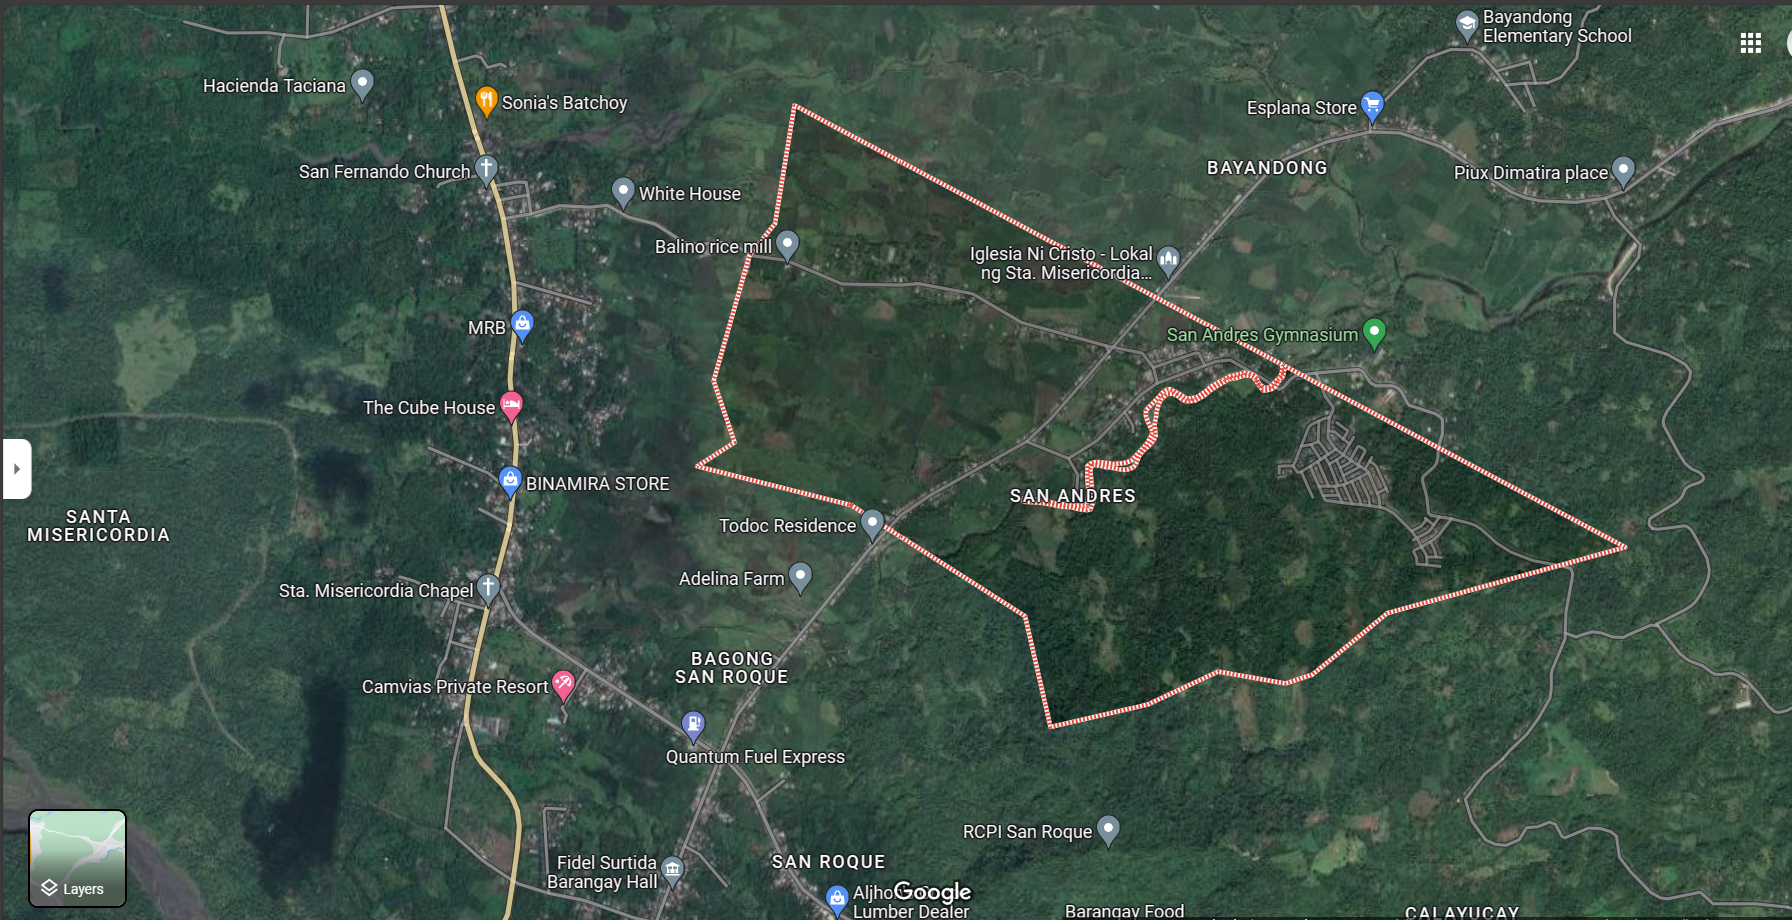 Bayandong
Elementary School
Hacienda Taciana
Sonia's Batchoy
Esplana Store
San Fernando Church
BAYANDONG
Piux Dimatira place
White House
Balino rice mill
Iglesia Ni Cristo - Lokal
ng Sta. Misericordia...
MRB
San Andres Gymnasium
The Cube House
BINAMIRA STORE
SAN ANDRES
SANTA
MISERICORDIA
Todoc Residence
Adelina Farm
Sta. Misericordia Chapel
BAGONG
SAN ROQUE
Camvias Private Resort
Quantum Fuel Express
RCPI San Roque
Fidel Surtida
Barangay Hall
SAN ROQUE
Layers
Google
Lumber Dealer
Barangay Food
CALAYUCAY